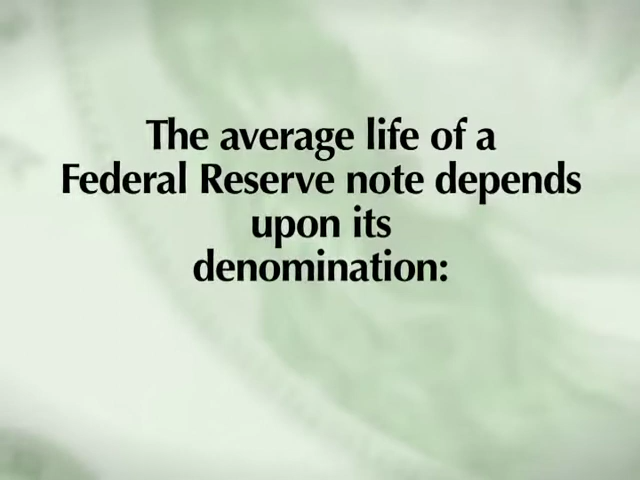 The average life of a
Federal Reserve note depends
upon its
denomination: